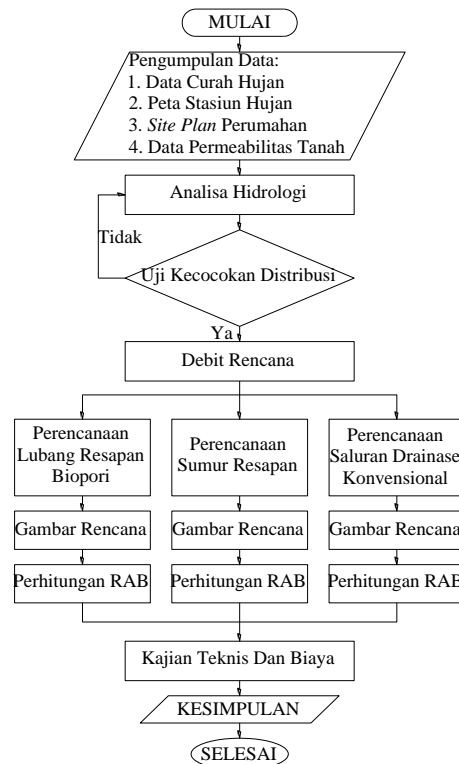 MULAI
Pengumpulan Data:
1. Data Curah Hujan
2. Peta Stasiun Hujan
3. Site Plan Perumahan
4. Data Permeabilitas Tanah
Analisa Hidrologi
Tidak
Uji Kecocokan Distribusi
Ya
Debit Rencana
Perencanaan
Lubang Resapan
Biopori
Perencanaan
Sumur Resapan
Perencanaan
Saluran Drainase
Konvensional
Gambar Rencana
Gambar Rencana
Gambar Rencana
Perhitungan RAB
Perhitungan RAB
Perhitungan RAB
Kajian Teknis Dan Biaya
KESIMPULAN
SELESAI